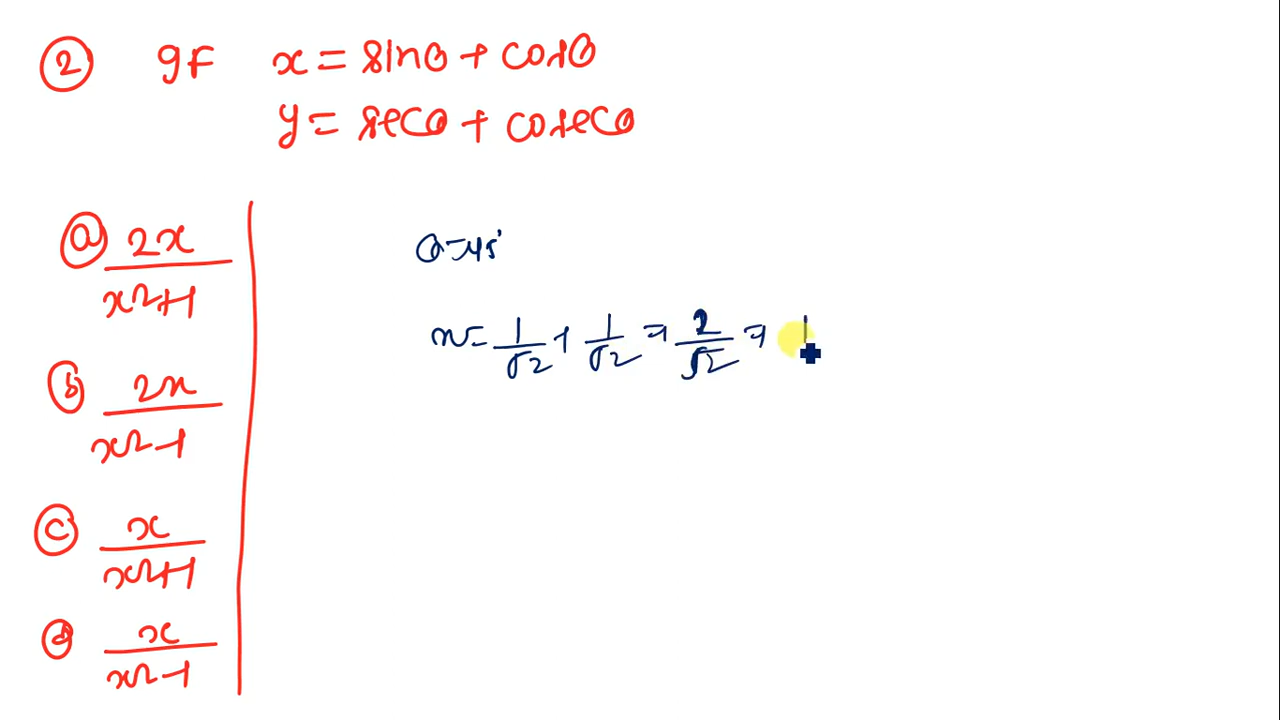 ② If x = sinθ + cosθ
y = secθ + cosecθ
ⓐ 2x/x²+1
ⓑ 2x/x²-1
ⓒ x/x²+1
ⓓ x/x²-1
θ=45°
x = 1/√2 + 1/√2 ⇒ 2/√2 ⇒